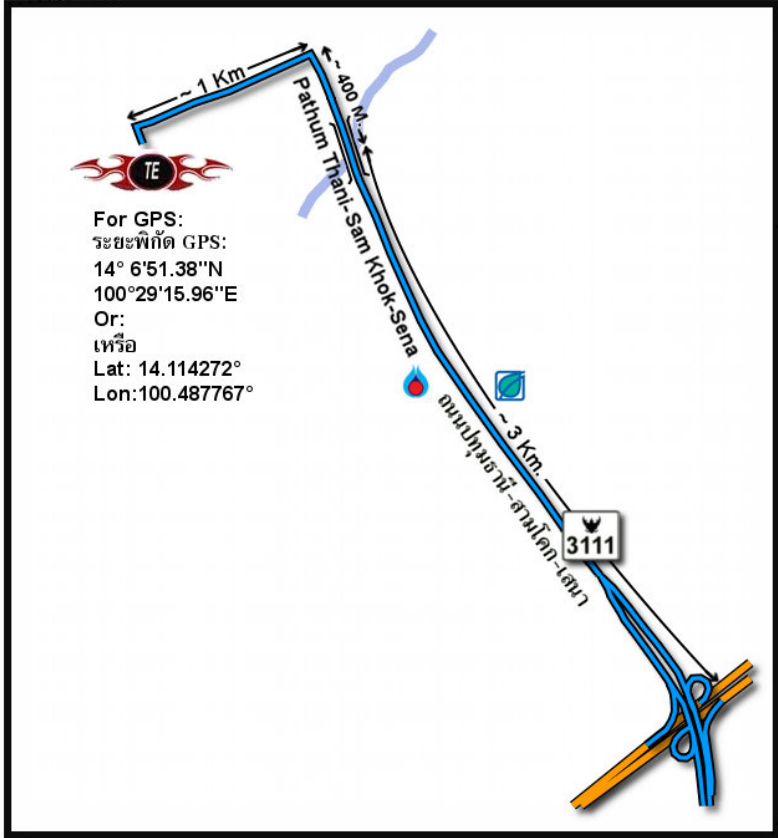 ~ 1 Km
~ 400 M.
Pathum Thani-Sam Khok-Sena
TE
For GPS:
ระยะพิกัด GPS:
14° 6'51.38"N
100°29'15.96"E
Or:
เหรือ
Lat: 14.114272°
Lon:100.487767°
~ 3 Km.
ถนนปทุมธานี-สามโคก-เสนา
3111